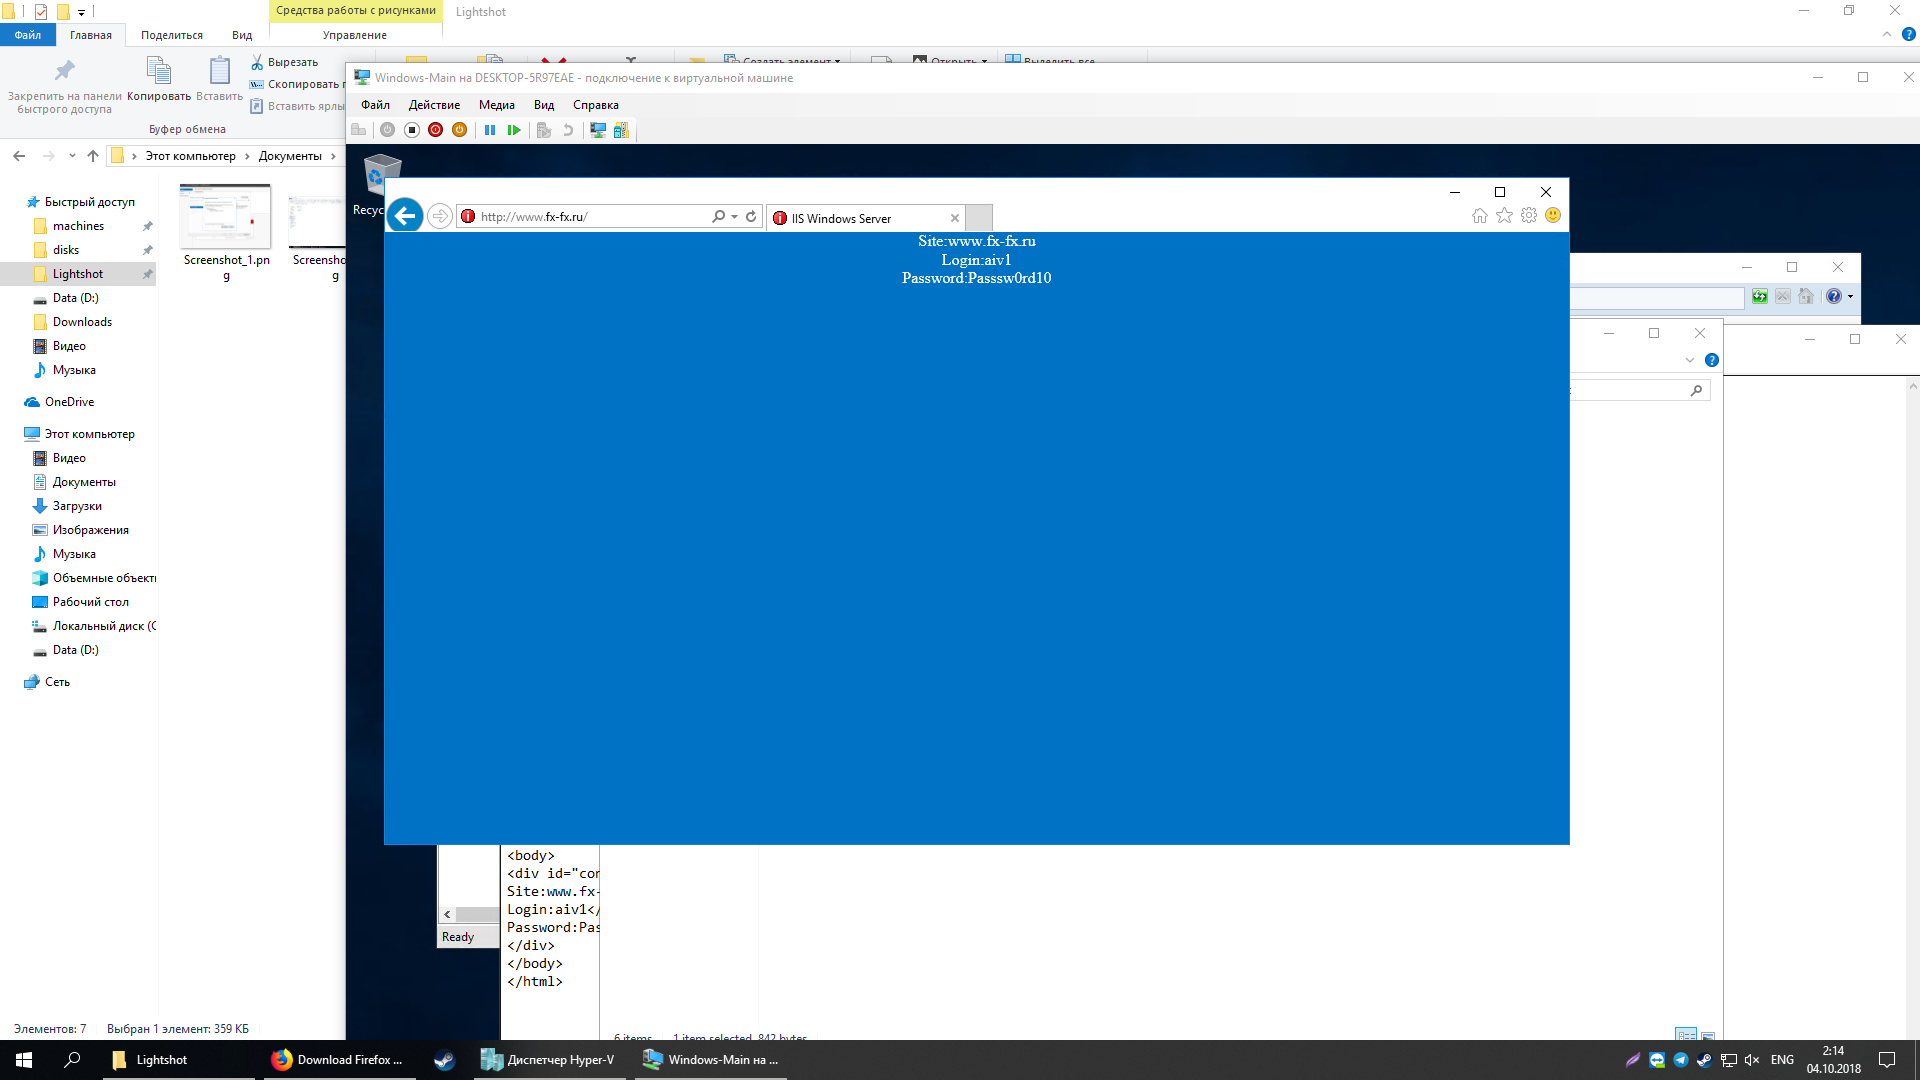 Средства работы с рисунками
Lightshot
Файл
Главная
Поделиться
Вид
Управление
Закрепить на панели быстрого доступа
Копировать
Вставить
Вырезать
Скопировать
Вставить ярлы
Буфер обмена
Создать элемент
Открыть
Выделить все
Этот компьютер
Документы
Быстрый доступ
machines
disks
Lightshot
Data (D:)
Downloads
Видео
Музыка
OneDrive
Этот компьютер
Видео
Документы
Загрузки
Изображения
Музыка
Объемные объекты
Рабочий стол
Локальный диск (C
Data (D:)
Сеть
Screenshot_1.png
Screensho
g
Элементов: 7
Выбран 1 элемент: 359 КБ
Windows-Main на DESKTOP-5R97EAE - подключение к виртуальной машине
Файл
Действие
Медиа
Вид
Справка
Recyc
http://www.fx-fx.ru/
IIS Windows Server
Site:www.fx-fx.ru
Login:aiv1
Password:Passsw0rd10
<body>
<div id="cor
Site:www.fx-
Login:aiv1</
Password:Pas
</div>
</body>
</html>
Ready
6 items
1 item selected 842 bytes
Lightshot
Download Firefox ...
Диспетчер Hyper-V
Windows-Main на ...
ENG
2:14
04.10.2018